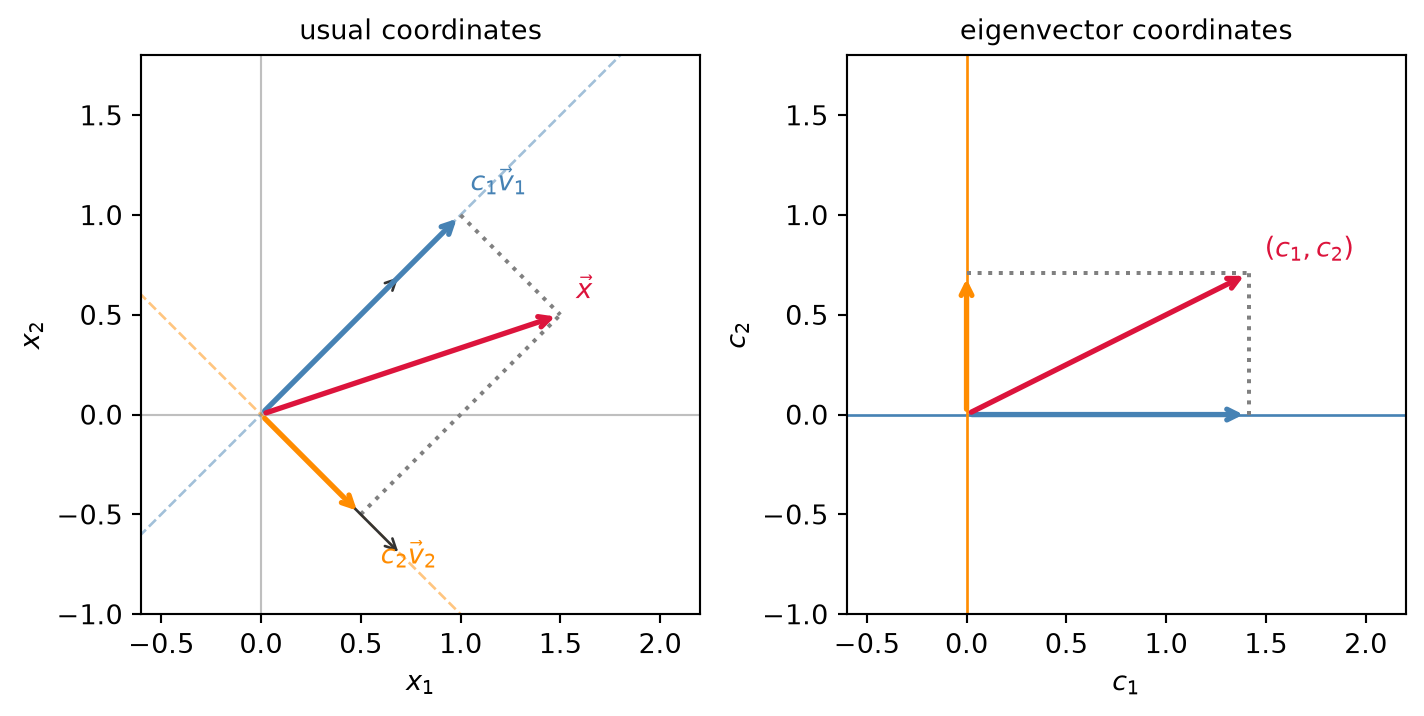 usual coordinates
1.5
1.0
0.5
0.0
−0.5
−1.0
x₂
c₁v⃗₁
x⃗
c₂v⃗₂
−0.5 0.0 0.5 1.0 1.5 2.0
x₁
eigenvector coordinates
1.5
1.0
0.5
0.0
−0.5
−1.0
c₂
(c₁, c₂)
−0.5 0.0 0.5 1.0 1.5 2.0
c₁